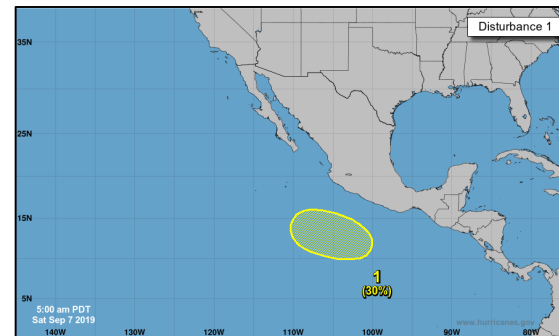 Disturbance 1
35N
25N
15N
5N
1
(30%)
5:00 am PDT
Sat Sep 7 2019
www.hurricanes.gov
140W 130W 120W 110W 100W 90W 80W